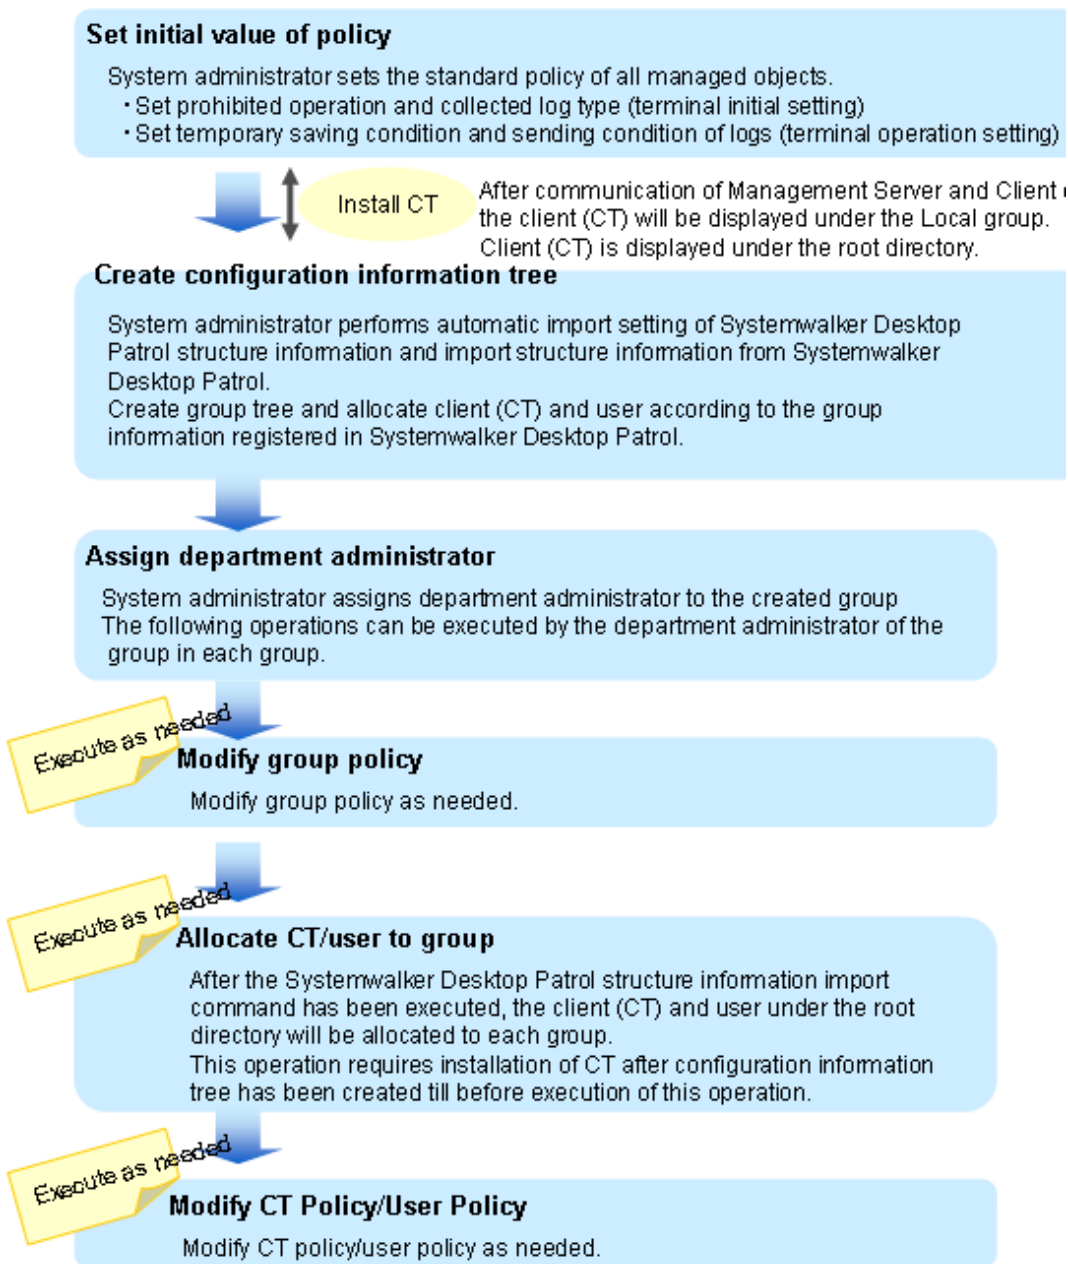 Set initial value of policy
System administrator sets the standard policy of all managed objects.
・Set prohibited operation and collected log type (terminal initial setting)
・Set temporary saving condition and sending condition of logs (terminal operation setting)
Install CT
After communication of Management Server and Client
the client (CT) will be displayed under the Local group.
Client (CT) is displayed under the root directory.
Create configuration information tree
System administrator performs automatic import setting of Systemwalker Desktop
Patrol structure information and import structure information from Systemwalker
Desktop Patrol.
Create group tree and allocate client (CT) and user according to the group
information registered in Systemwalker Desktop Patrol.
Assign department administrator
System administrator assigns department administrator to the created group
The following operations can be executed by the department administrator of the
group in each group.
Execute as needed
Modify group policy
Modify group policy as needed.
Execute as needed
Allocate CT/user to group
After the Systemwalker Desktop Patrol structure information import
command has been executed, the client (CT) and user under the root
directory will be allocated to each group.
This operation requires installation of CT after configuration information
tree has been created till before execution of this operation.
Execute as needed
Modify CT Policy/User Policy
Modify CT policy/user policy as needed.